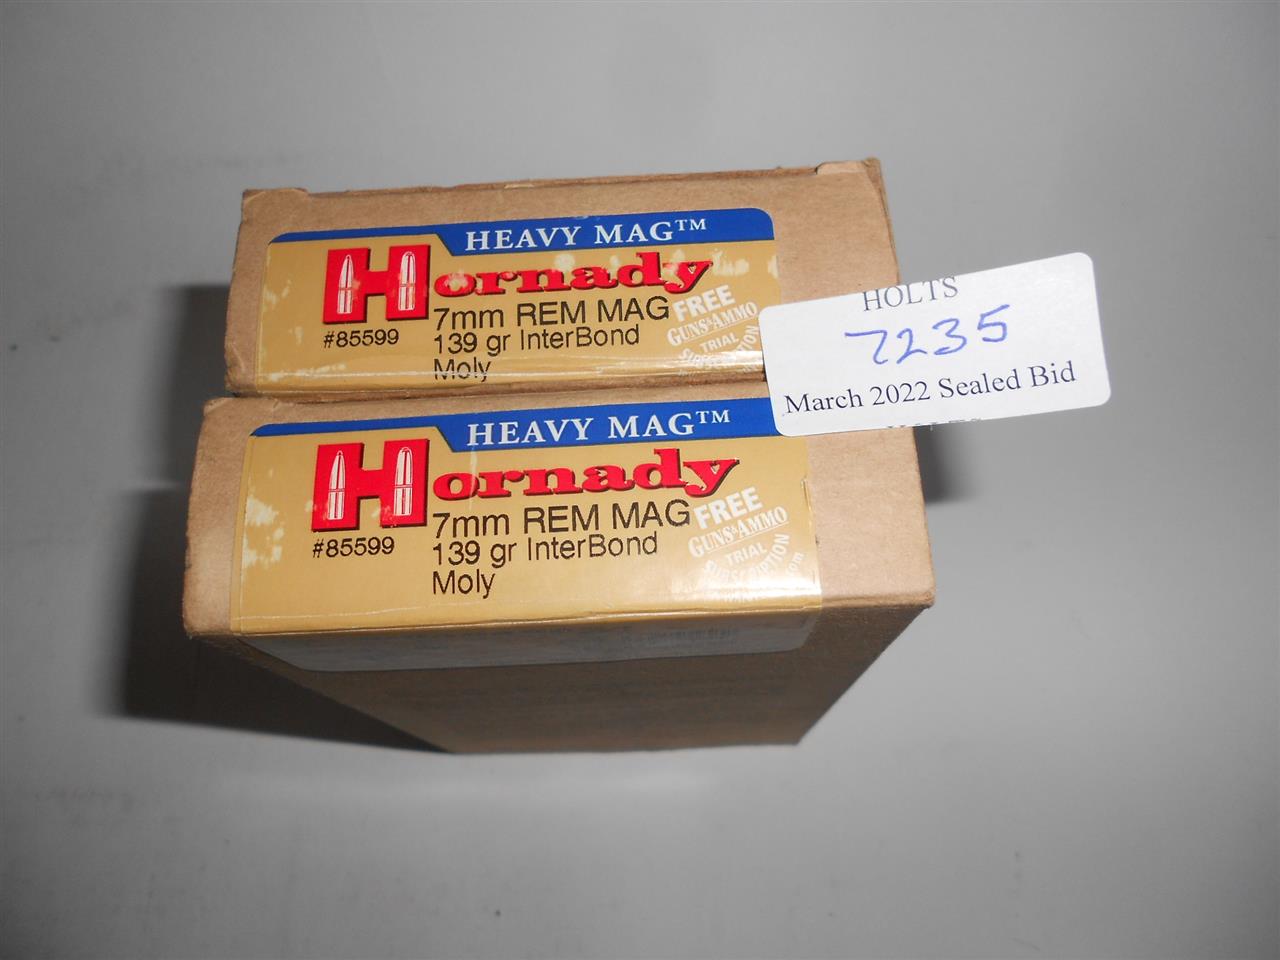 HEAVY MAG™
Hornady
7mm REM MAG
#85599
139 gr InterBond
Moly
FREE
GUNS&AMMO
TRIAL
SUBSCRIPTION
HOLTS
7235
March 2022 Sealed Bid
HEAVY MAG™
Hornady
7mm REM MAG
#85599
139 gr InterBond
Moly
FREE
GUNS&AMMO
TRIAL
SUBSCRIPTION